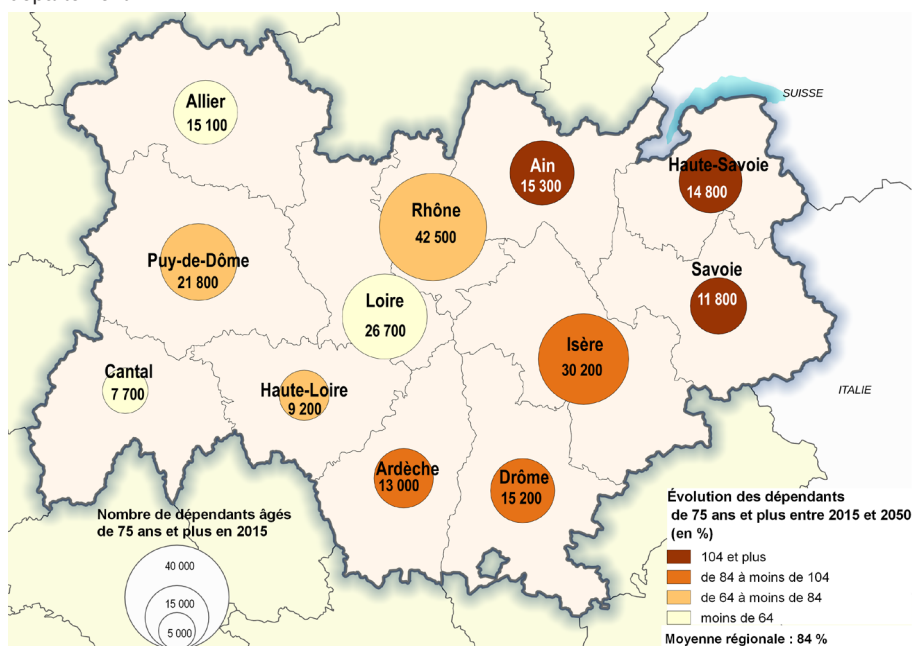 Allier
15 100
SUISSE
Ain
15 300
Haute-Savoie
14 800
Rhône
42 500
Puy-de-Dôme
21 800
Savoie
11 800
Loire
26 700
Isère
30 200
Cantal
7 700
Haute-Loire
9 200
ITALIE
Ardèche
13 000
Drôme
15 200
Nombre de dépendants âgés
de 75 ans et plus en 2015
40 000
15 000
5 000
Évolution des dépendants
de 75 ans et plus entre 2015 et 2050
(en %)
104 et plus
de 84 à moins de 104
de 64 à moins de 84
moins de 64
Moyenne régionale : 84 %